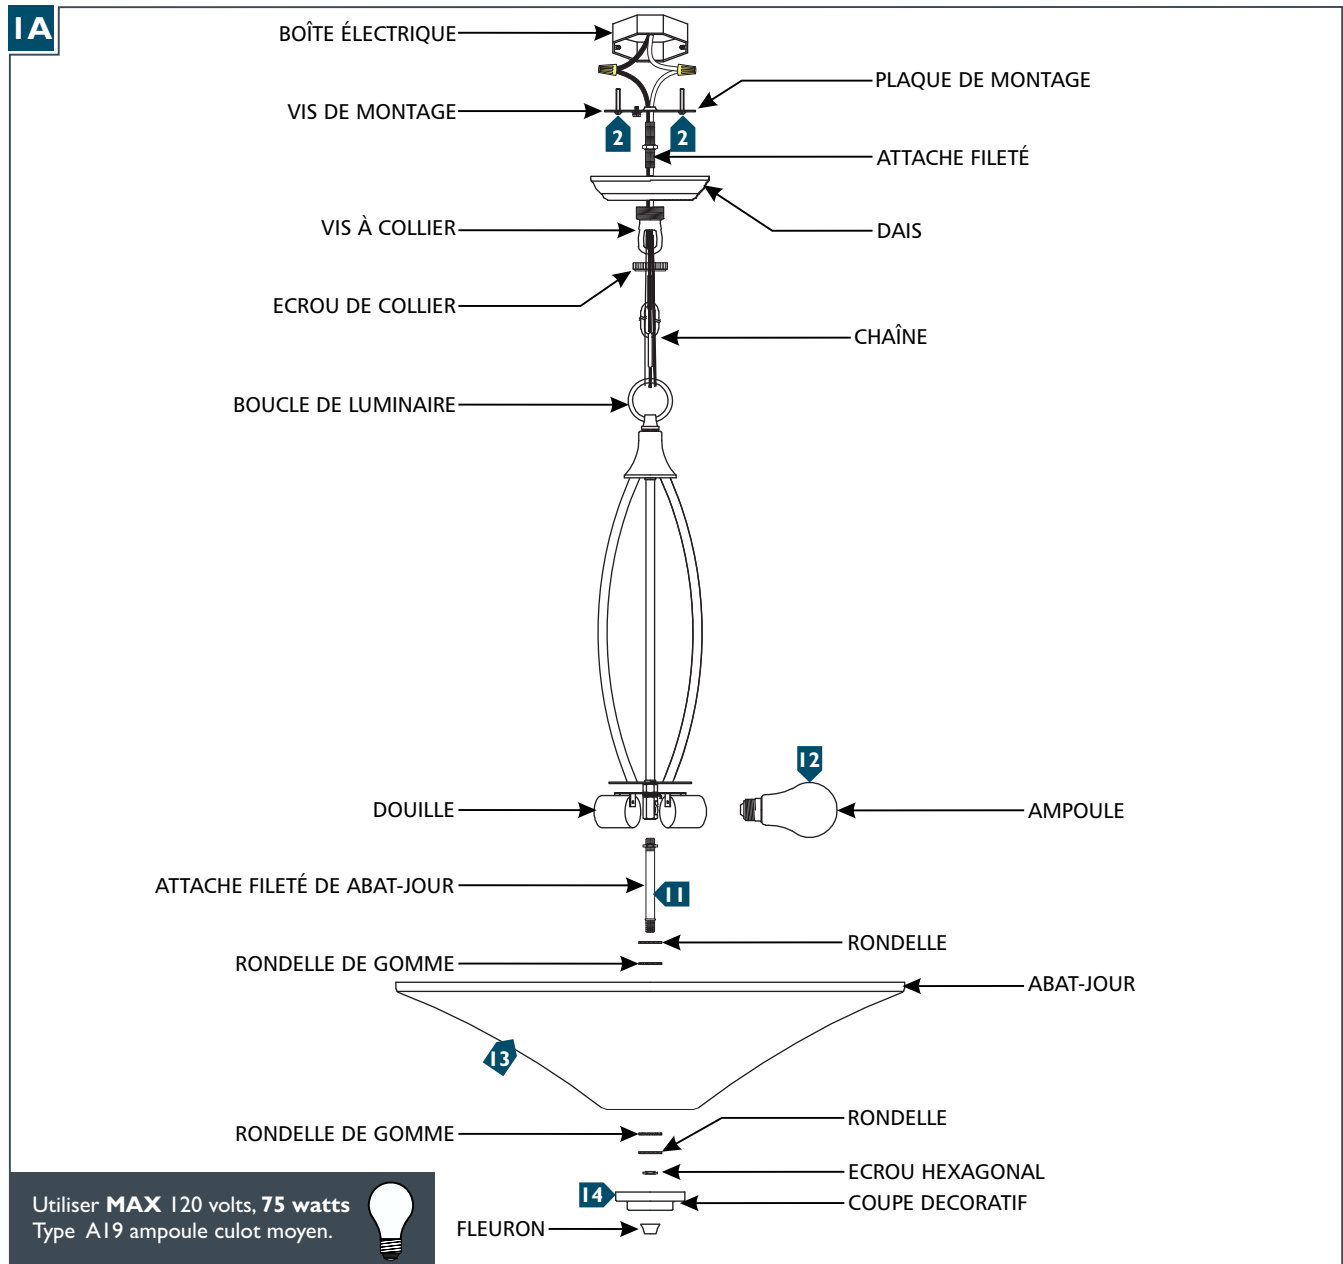 1A
BOÎTE ÉLECTRIQUE
PLAQUE DE MONTAGE
VIS DE MONTAGE
2
2
ATTACHE FILETÉ
VIS À COLLIER
DAIS
ECROU DE COLLIER
CHAÎNE
BOUCLE DE LUMINAIRE
12
DOUILLE
AMPOULE
ATTACHE FILETÉ DE ABAT-JOUR
11
RONDELLE
RONDELLE DE GOMME
ABAT-JOUR
13
RONDELLE
RONDELLE DE GOMME
ECROU HEXAGONAL
14
COUPE DECORATIF
FLEURON
Utiliser MAX 120 volts, 75 watts
Type A19 ampoule culot moyen.